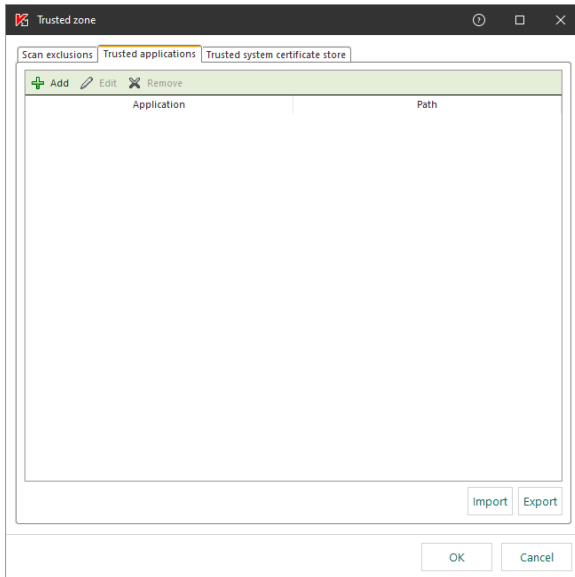 Trusted zone
Scan exclusions Trusted applications Trusted system certificate store
Add Edit Remove
Application Path
Import Export
OK Cancel